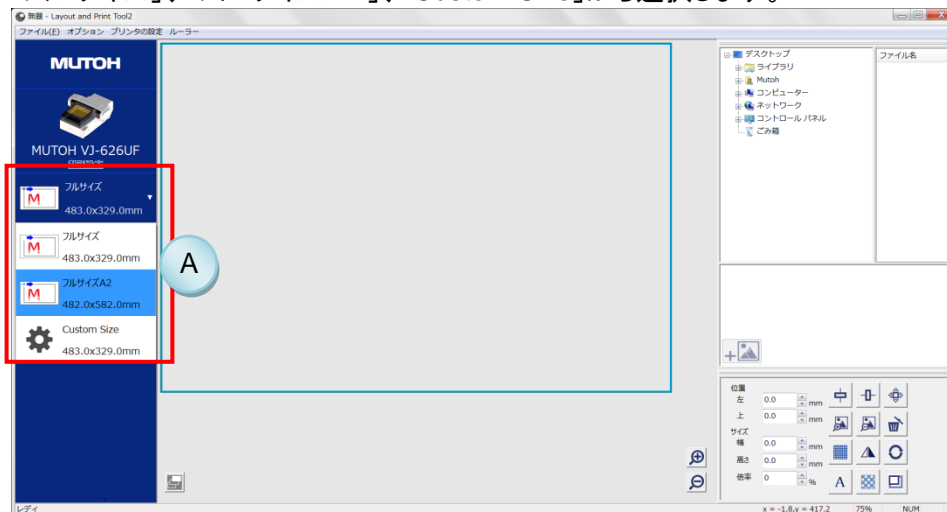 無題 - Layout and Print Tool2
ファイル(E) オプション プリンタの設定 ルーラー
MUTOH
MUTOH VJ-626UF
フルサイズ
483.0x329.0mm
フルサイズ
483.0x329.0mm
フルサイズA2
482.0x582.0mm
Custom Size
483.0x329.0mm
A
デスクトップ
ライブラリ
Mutoh
コンピューター
ネットワーク
コントロール パネル
ごみ箱
ファイル名
位置
左 0.0 mm
上 0.0 mm
サイズ
幅 0.0 mm
高さ 0.0 mm
倍率 0 %
A
レディ
x = -1.8,y = 417.2 75% NUM